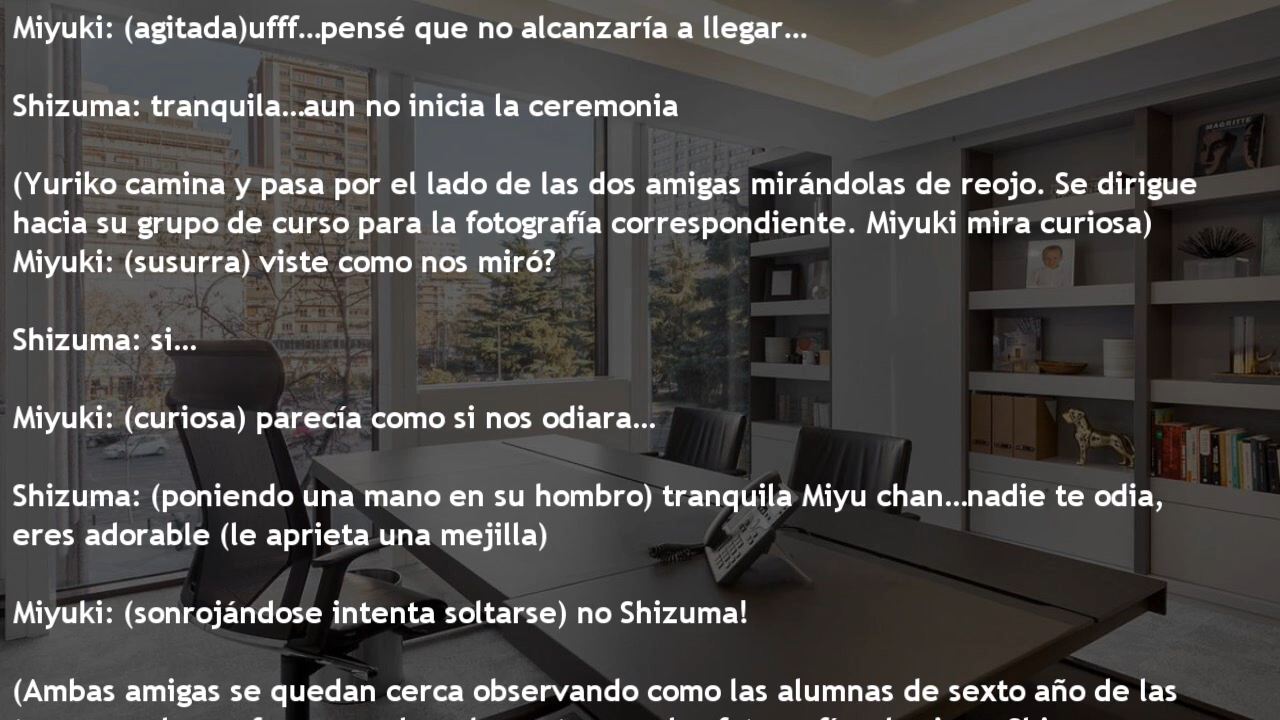 Miyuki: (agitada)ufff...pensé que no alcanzaría a llegar...
Shizuma: tranquila...aun no inicia la ceremonia
(Yuriko camina y pasa por el lado de las dos amigas mirándolas de reojo. Se dirigue
hacia su grupo de curso para la fotografía correspondiente. Miyuki mira curiosa)
Miyuki: (susurra) viste como nos miró?
Shizuma: si...
Miyuki: (curiosa) parecía como si nos odiara...
Shizuma: (poniendo una mano en su hombro) tranquila Miyu chan...nadie te odia,
eres adorable (le aprieta una mejilla)
Miyuki: (sonrojándose intenta soltarse) no Shizuma!
(Ambas amigas se quedan cerca observando como las alumnas de sexto año de las
MAGRITTE